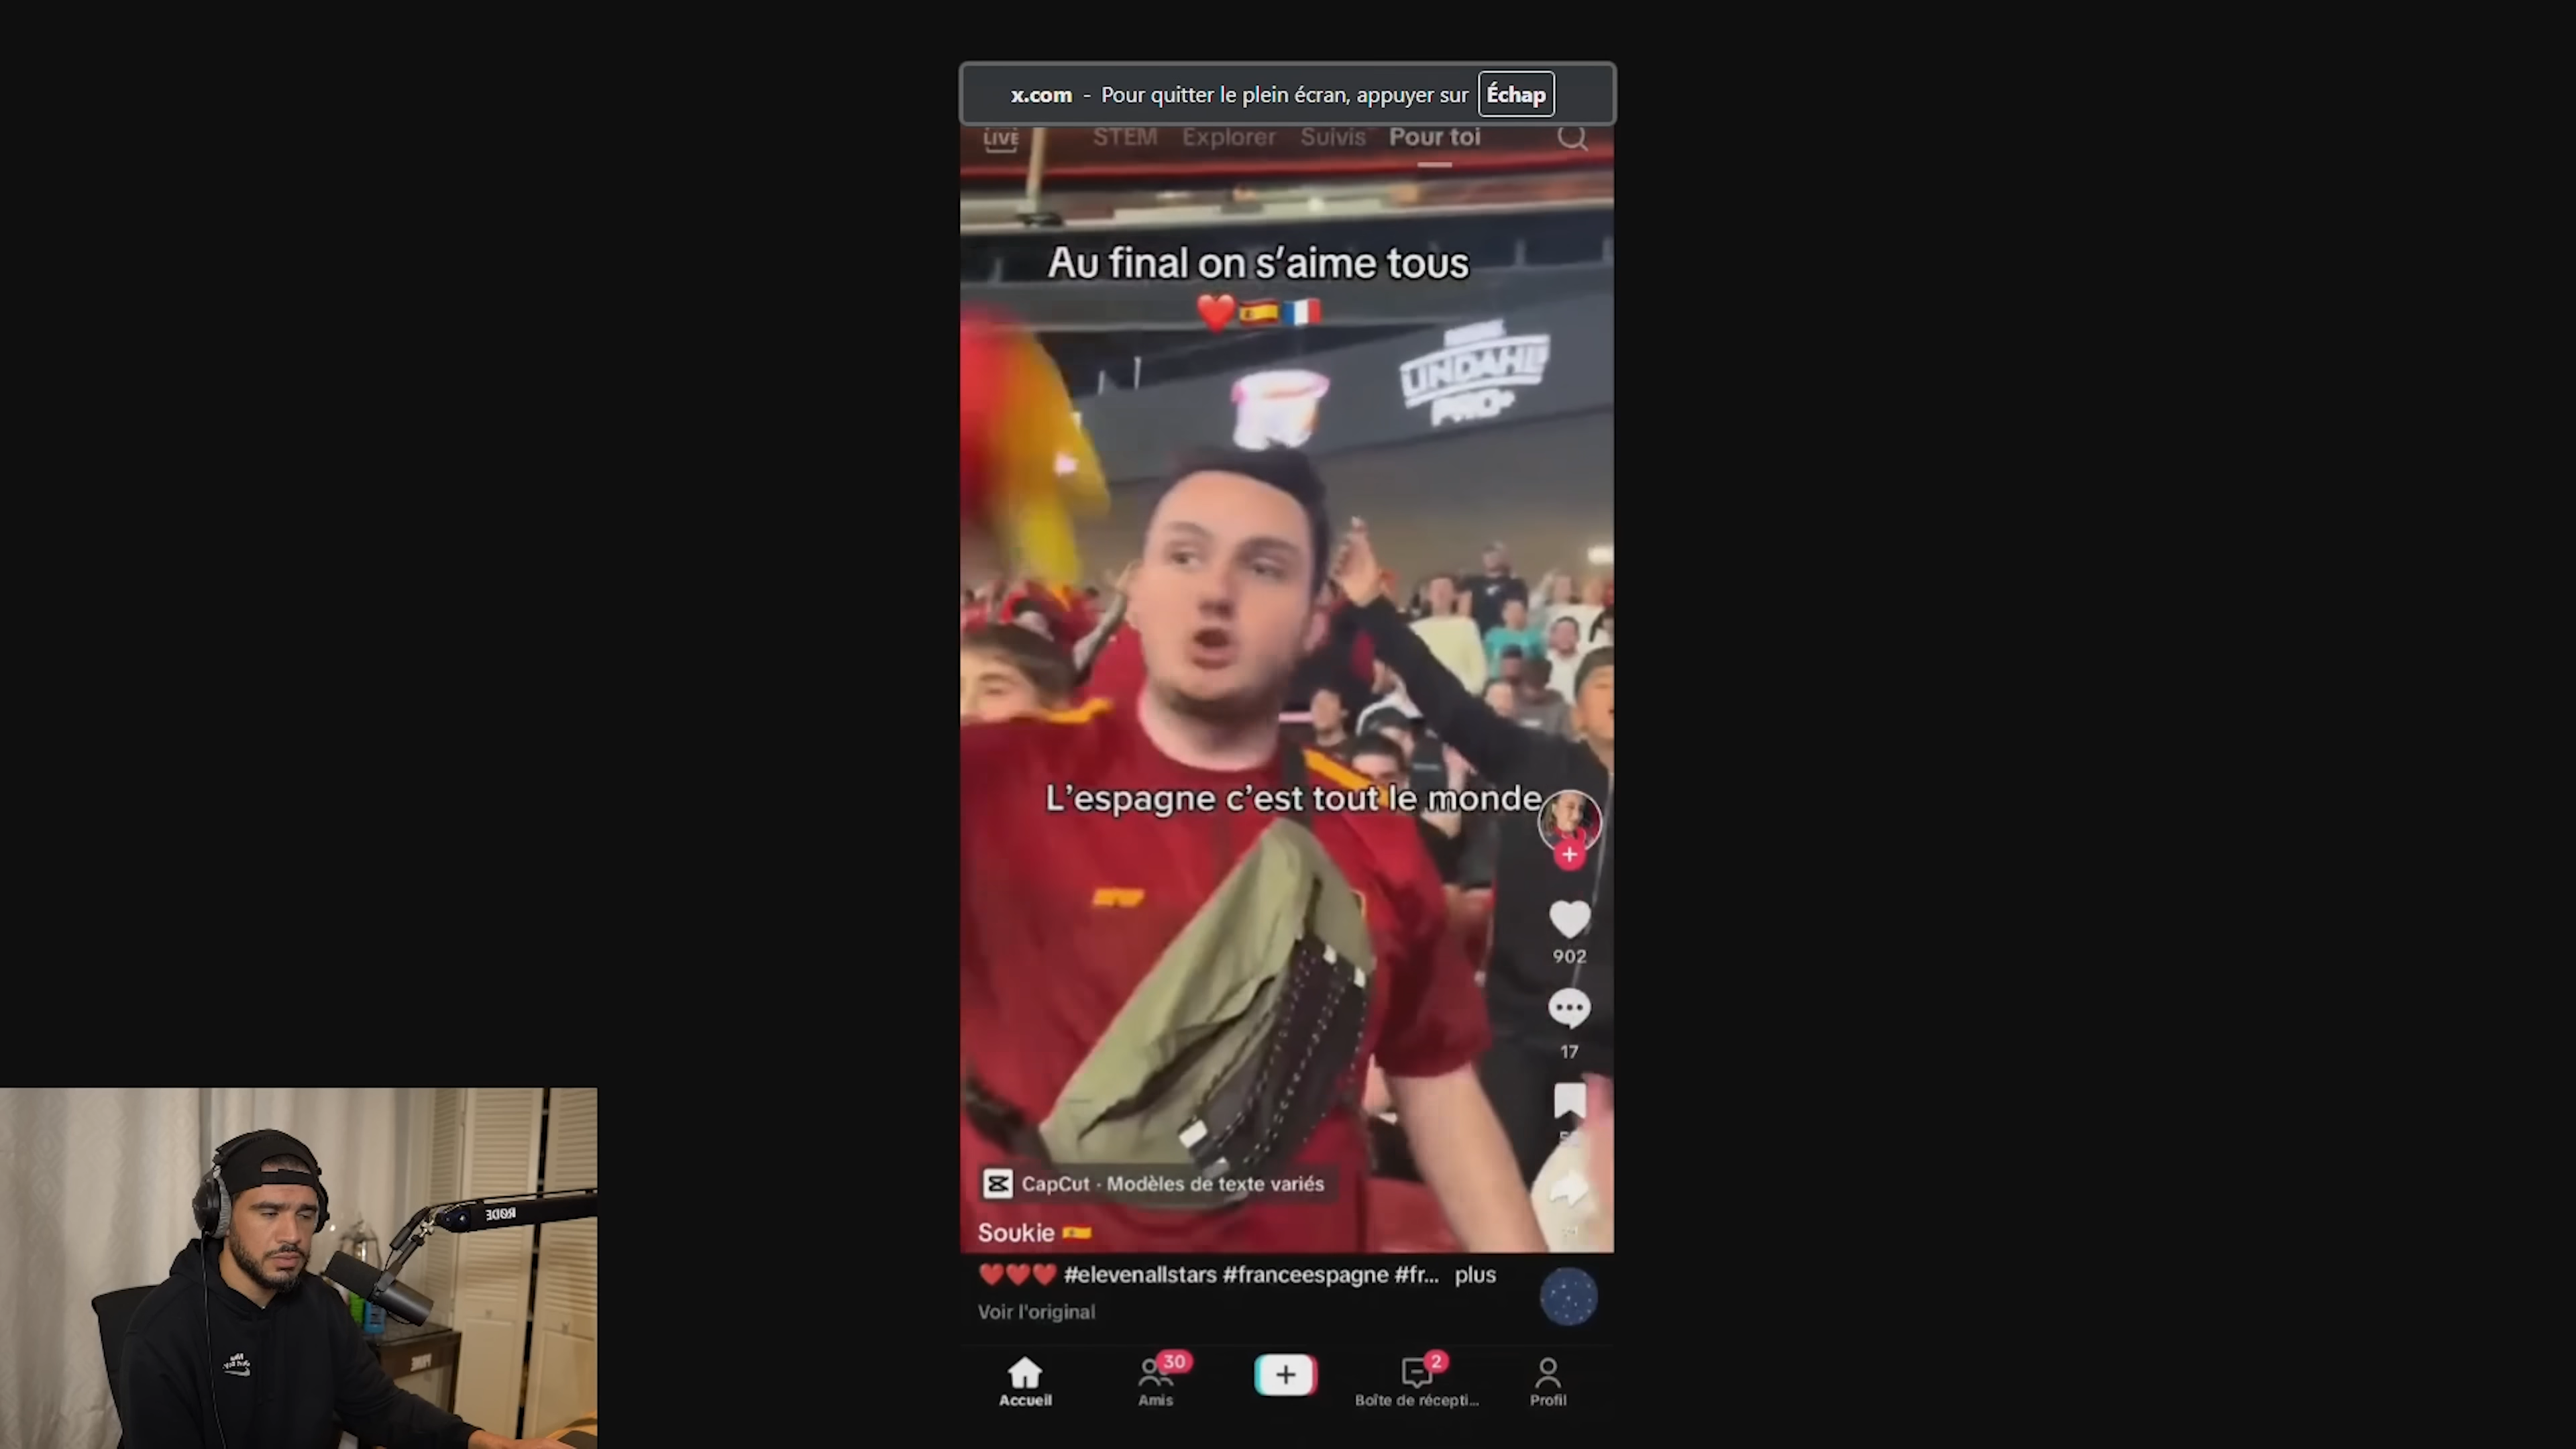 x.com - Pour quitter le plein écran, appuyer sur Échap
LIVE STEM Explorer Suivis Pour toi
Au final on s'aime tous
❤️🇪🇸🇫🇷
LINDAHL
PRO+
L'espagne c'est tout le monde
902
17
CapCut · Modèles de texte variés
Soukie 🇪🇸
❤️❤️❤️ #elevenallstars #franceespagne #fr... plus
Voir l'original
30
2
Accueil Amis Boîte de récepti... Profil
RØDE